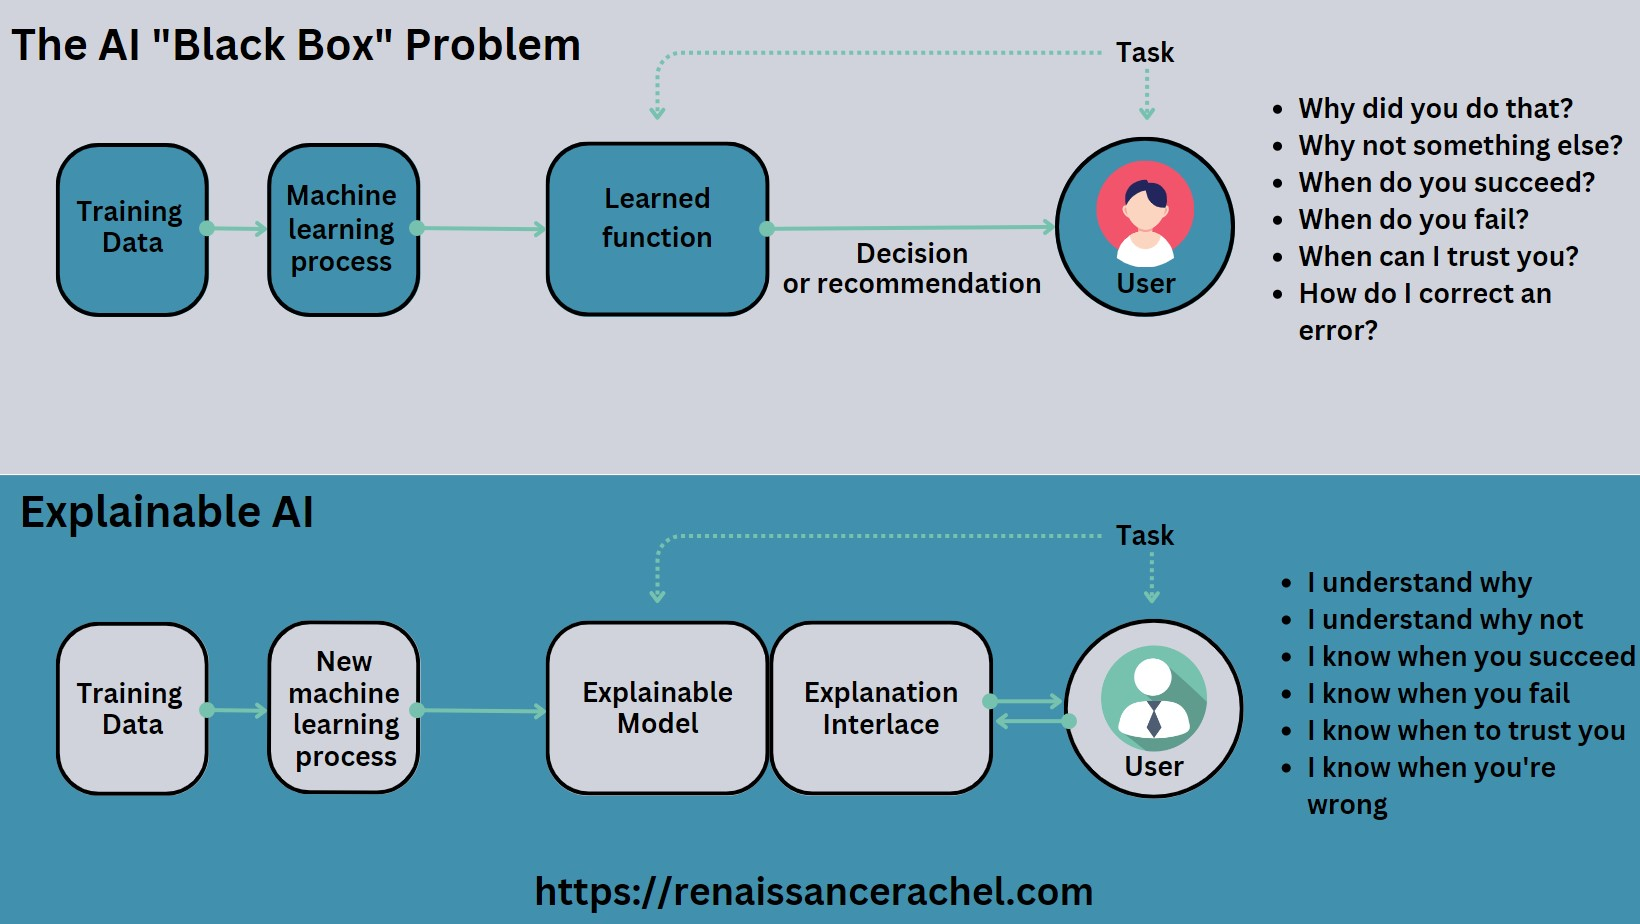 The AI "Black Box" Problem
Task
Training
Data
Machine
learning
process
Learned
function
Decision
or recommendation
User
• Why did you do that?
• Why not something else?
• When do you succeed?
• When do you fail?
• When can I trust you?
• How do I correct an
error?
Explainable AI
Task
Training
Data
New
machine
learning
process
Explainable
Model
Explanation
Interlace
User
• I understand why
• I understand why not
• I know when you succeed
• I know when you fail
• I know when to trust you
• I know when you're
wrong
https://renaissancerachel.com